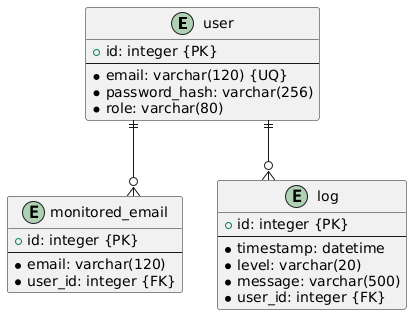 E user
id: integer {PK}
email: varchar(120) {UQ}
password_hash: varchar(256)
role: varchar(80)
E monitored_email
id: integer {PK}
email: varchar(120)
user_id: integer {FK}
E log
id: integer {PK}
timestamp: datetime
level: varchar(20)
message: varchar(500)
user_id: integer {FK}